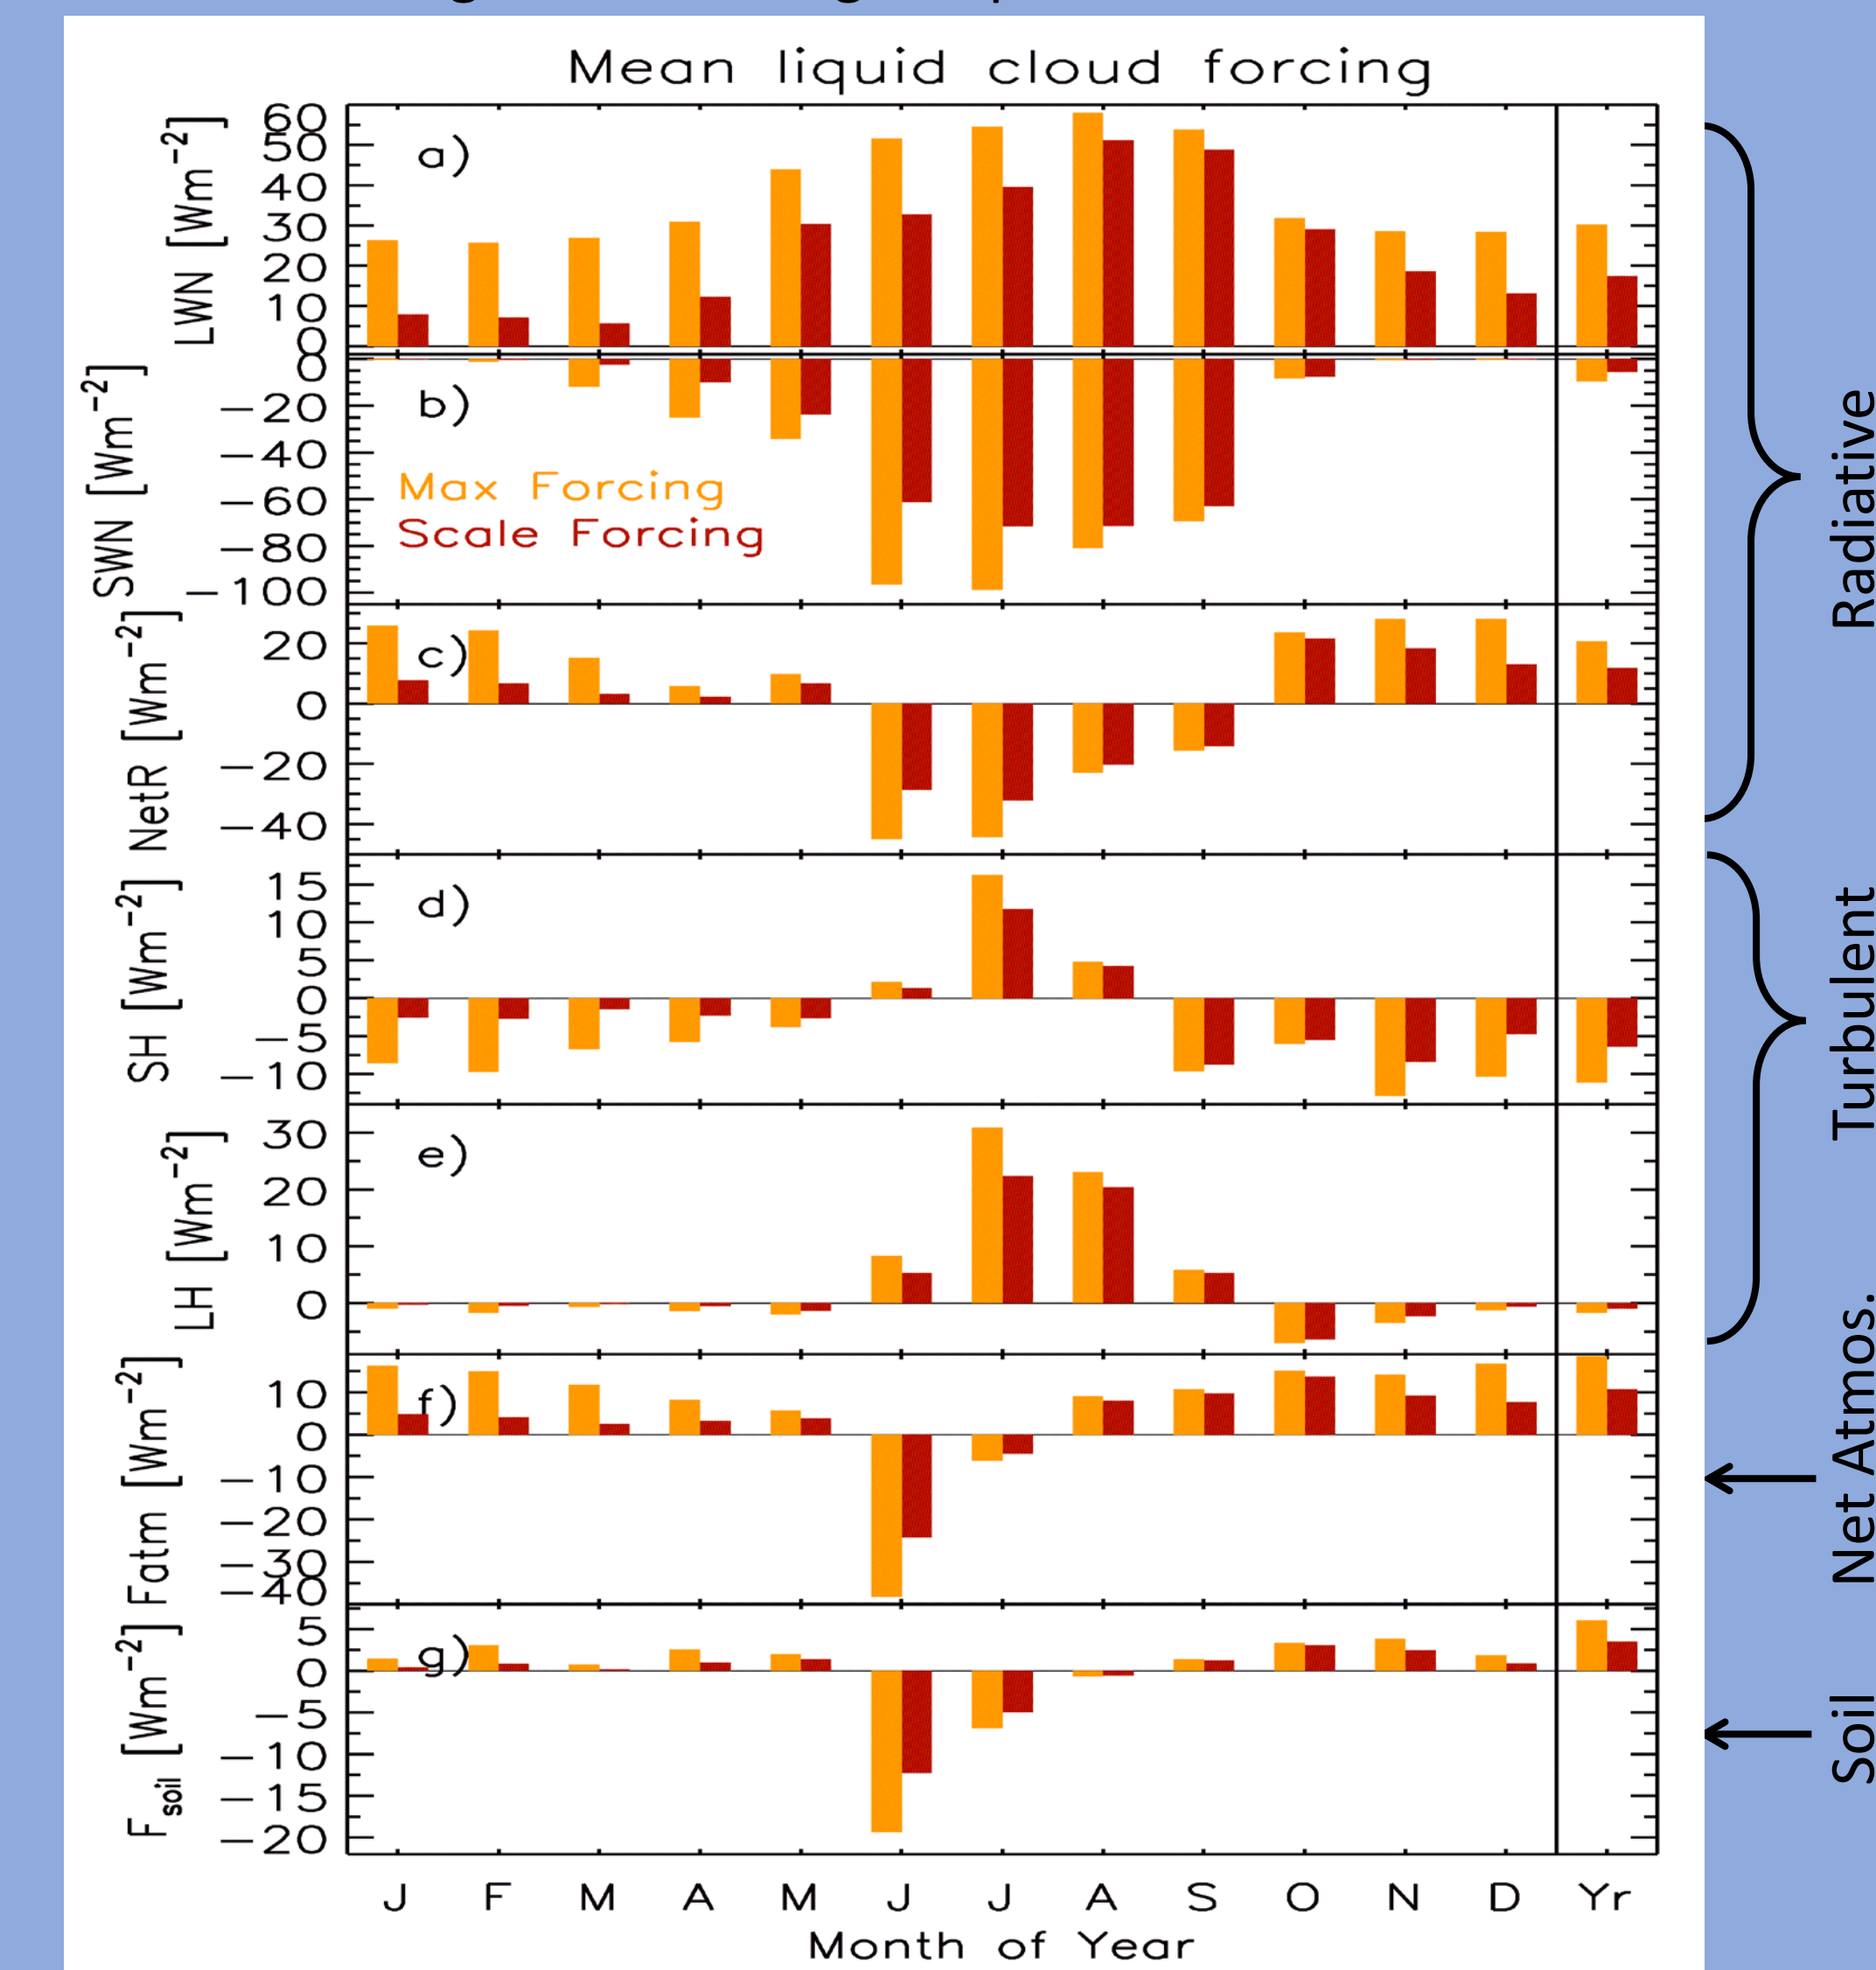 Mean liquid cloud forcing
LWN [Wm⁻²]
60
50
40
30
20
10
0
a)
SWN [Wm⁻²]
0
−20
−40
−60
−80
−100
b)
Max Forcing
Scale Forcing
NetR [Wm⁻²]
20
0
−20
−40
c)
Radiative
SH [Wm⁻²]
15
10
5
0
−5
−10
d)
LH [Wm⁻²]
30
20
10
0
e)
Turbulent
Fatm [Wm⁻²]
10
0
−10
−20
−30
−40
f)
Net Atmos.
Fsoil [Wm⁻²]
5
0
−5
−10
−15
−20
g)
Soil
J F M A M J J A S O N D Yr
Month of Year